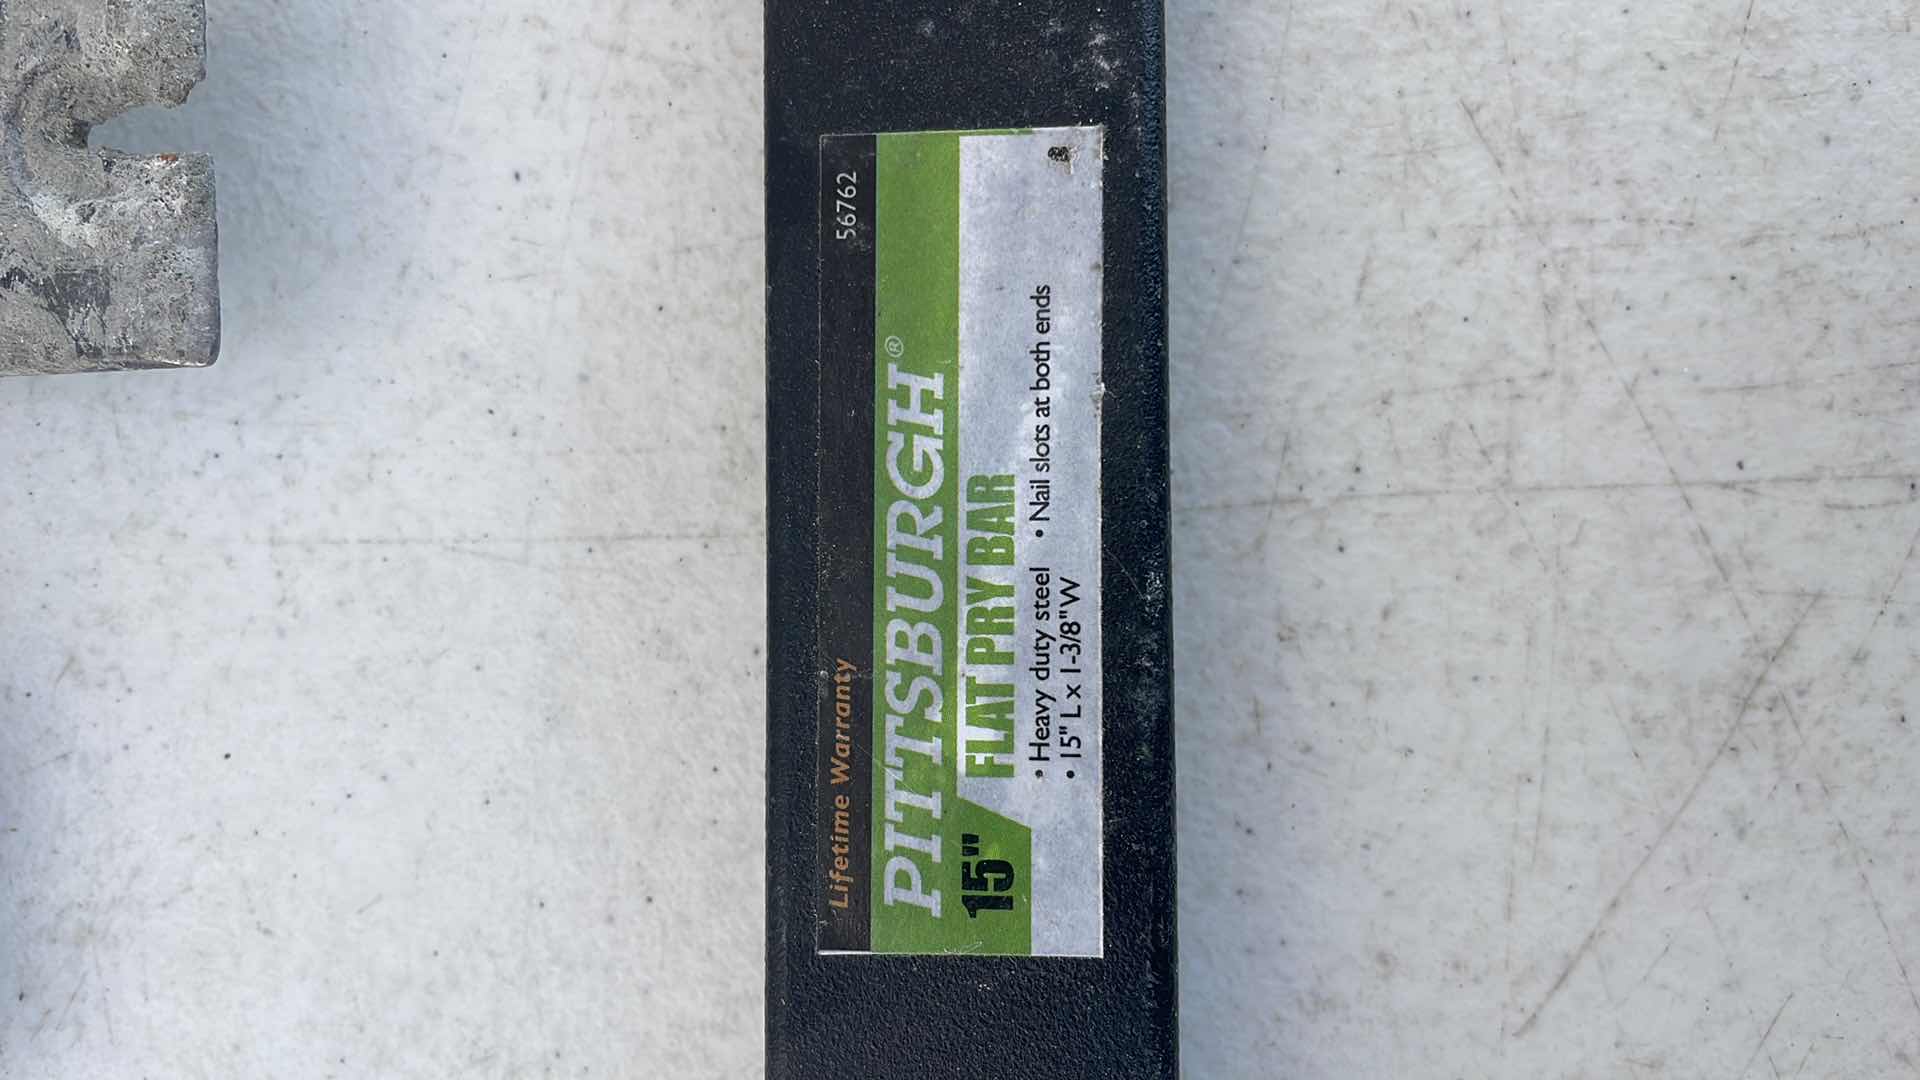 Lifetime Warranty 56762
PITTSBURGH®
15" FLAT PRY BAR
• Heavy duty steel • Nail slots at both ends
• 15" L x 1-3/8"W